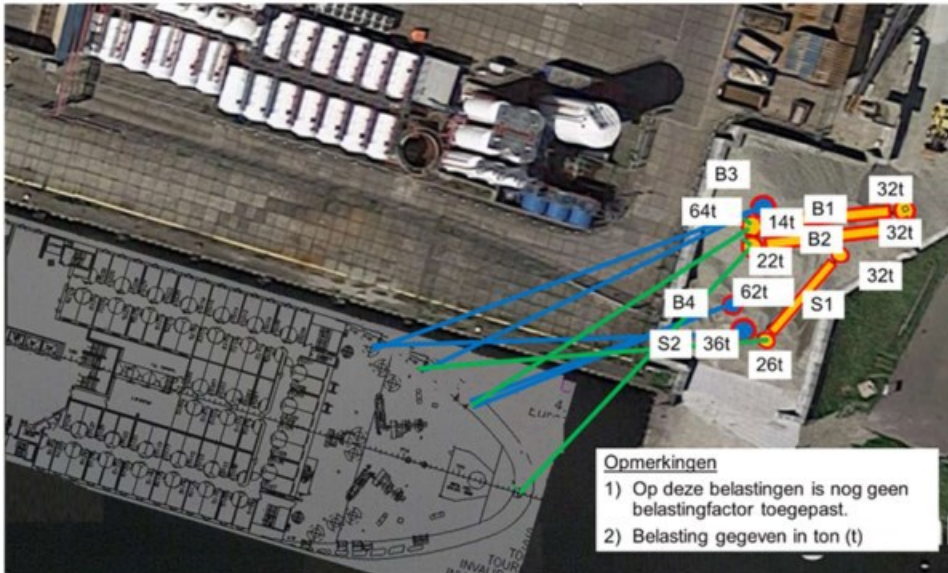 B3
32t
64t
14t
B1
B2
32t
22t
32t
62t
B4
S1
S2
36t
26t
Opmerkingen
1) Op deze belastingen is nog geen
belastingfactor toegepast.
2) Belasting gegeven in ton (t)